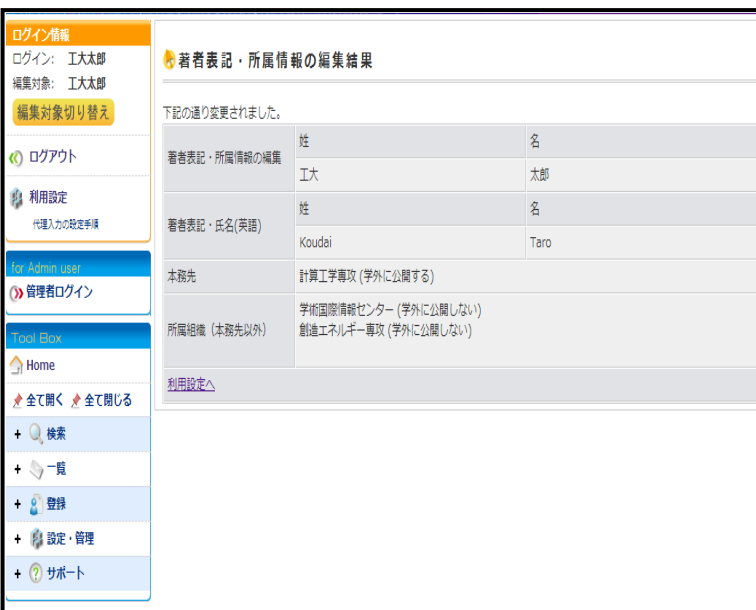 ログイン情報
ログイン: 工大太郎
編集対象: 工大太郎
編集対象切り替え
ログアウト
利用設定
代理入力の設定手順
for Admin user
管理者ログイン
Tool Box
Home
全て開く 全て閉じる
+ 検索
+ 一覧
+ 登録
+ 設定・管理
+ サポート
著者表記・所属情報の編集結果
下記の通り変更されました。
著者表記・所属情報の編集
姓 名
工大 太郎
著者表記・氏名(英語)
姓 名
Koudai Taro
本務先 計算工学専攻 (学外に公開する)
所属組織 (本務先以外)
学術国際情報センター (学外に公開しない)
創造エネルギー専攻 (学外に公開しない)
利用設定へ